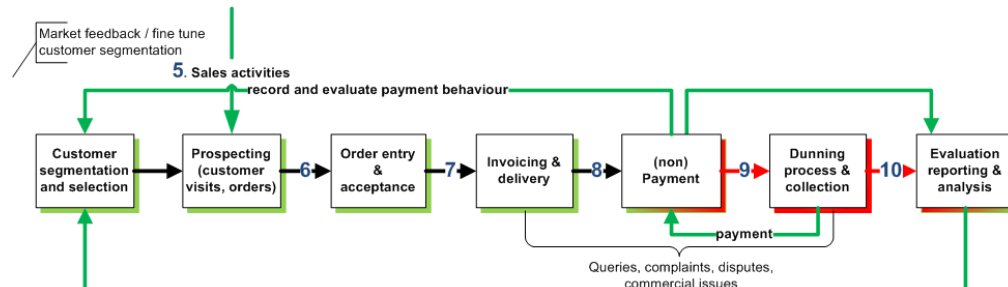 Market feedback / fine tune
customer segmentation
5. Sales activities
record and evaluate payment behaviour
Customer
segmentation
and selection
Prospecting
(customer
visits, orders)
6
Order entry
&
acceptance
7
Invoicing &
delivery
8
(non)
Payment
9
Dunning
process &
collection
10
Evaluation
reporting &
analysis
payment
Queries, complaints, disputes,
commercial issues